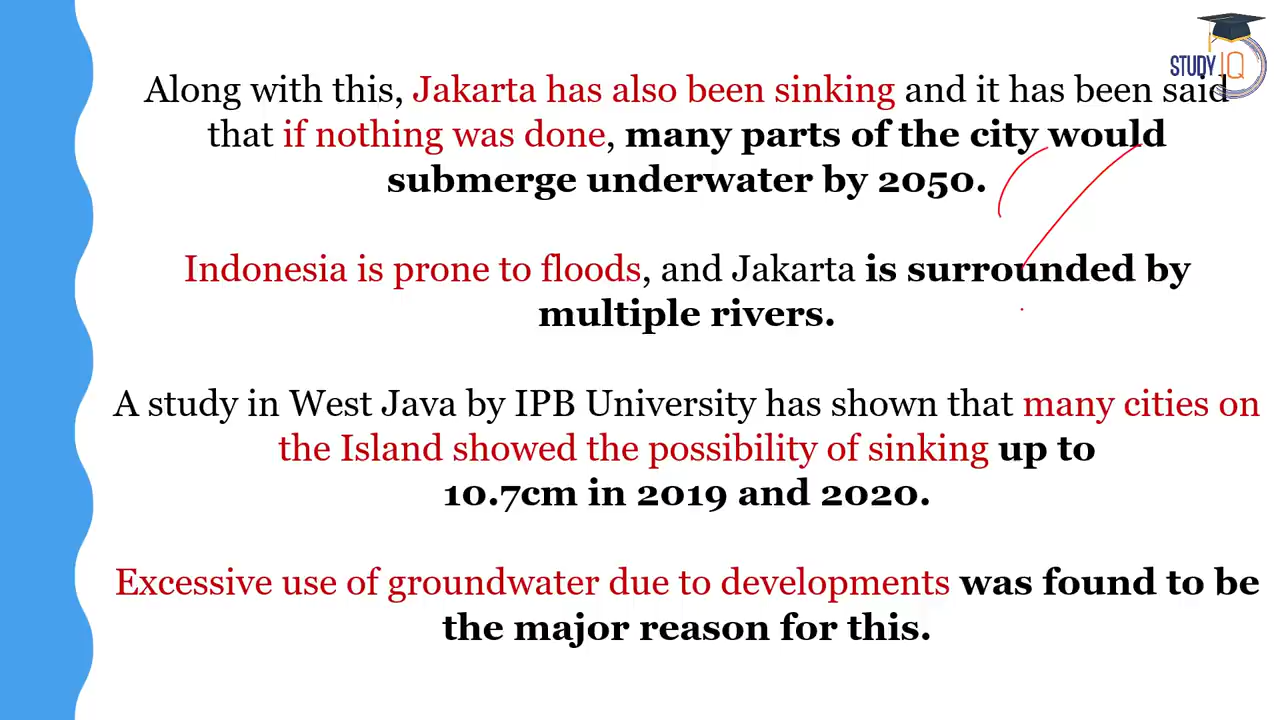 STUDY IQ
Along with this, Jakarta has also been sinking and it has been said
that if nothing was done, many parts of the city would
submerge underwater by 2050.
Indonesia is prone to floods, and Jakarta is surrounded by
multiple rivers.
A study in West Java by IPB University has shown that many cities on
the Island showed the possibility of sinking up to
10.7cm in 2019 and 2020.
Excessive use of groundwater due to developments was found to be
the major reason for this.